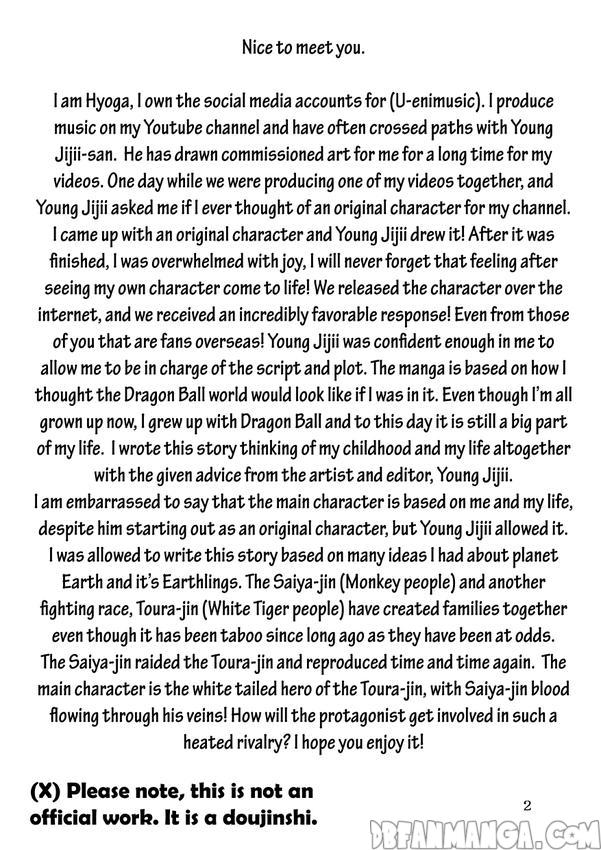 Nice to meet you.
I am Hyoga, I own the social media accounts for (U-enimusic). I produce
music on my Youtube channel and have often crossed paths with Young
Jijii-san. He has drawn commissioned art for me for a long time for my
videos. One day while we were producing one of my videos together, and
Young Jijii asked me if I ever thought of an original character for my channel.
I came up with an original character and Young Jijii drew it! After it was
finished, I was overwhelmed with joy, I will never forget that feeling after
seeing my own character come to life! We released the character over the
internet, and we received an incredibly favorable response! Even from those
of you that are fans overseas! Young Jijii was confident enough in me to
allow me to be in charge of the script and plot. The manga is based on how I
thought the Dragon Ball world would look like if I was in it. Even though I'm all
grown up now, I grew up with Dragon Ball and to this day it is still a big part
of my life. I wrote this story thinking of my childhood and my life altogether
with the given advice from the artist and editor, Young Jijii.
I am embarrassed to say that the main character is based on me and my life,
despite him starting out as an original character, but Young Jijii allowed it.
I was allowed to write this story based on many ideas I had about planet
Earth and it's Earthlings. The Saiya-jin (Monkey people) and another
fighting race, Toura-jin (White Tiger people) have created families together
even though it has been taboo since long ago as they have been at odds.
The Saiya-jin raided the Toura-jin and reproduced time and time again. The
main character is the white tailed hero of the Toura-jin, with Saiya-jin blood
flowing through his veins! How will the protagonist get involved in such a
heated rivalry? I hope you enjoy it!
(X) Please note, this is not an
official work. It is a doujinshi.
2
DBFANMANGA.COM